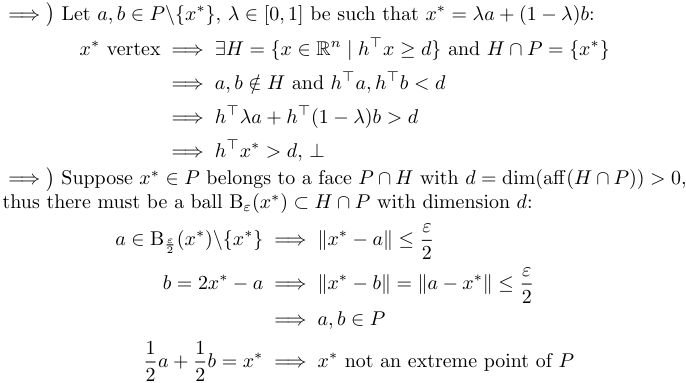 ⟹ ) Let a, b ∈ P\{x*}, λ ∈ [0, 1] be such that x* = λa + (1 − λ)b:
x* vertex ⟹ ∃H = {x ∈ ℝⁿ | h⊤x ≥ d} and H ∩ P = {x*}
⟹ a, b ∉ H and h⊤a, h⊤b < d
⟹ h⊤λa + h⊤(1 − λ)b > d
⟹ h⊤x* > d, ⊥
⟹ ) Suppose x* ∈ P belongs to a face P ∩ H with d = dim(aff(H ∩ P)) > 0,
thus there must be a ball B_ε(x*) ⊂ H ∩ P with dimension d:
a ∈ B_{ε/2}(x*)\{x*} ⟹ ‖x* − a‖ ≤ ε/2
b = 2x* − a ⟹ ‖x* − b‖ = ‖a − x*‖ ≤ ε/2
⟹ a, b ∈ P
1/2 a + 1/2 b = x* ⟹ x* not an extreme point of P